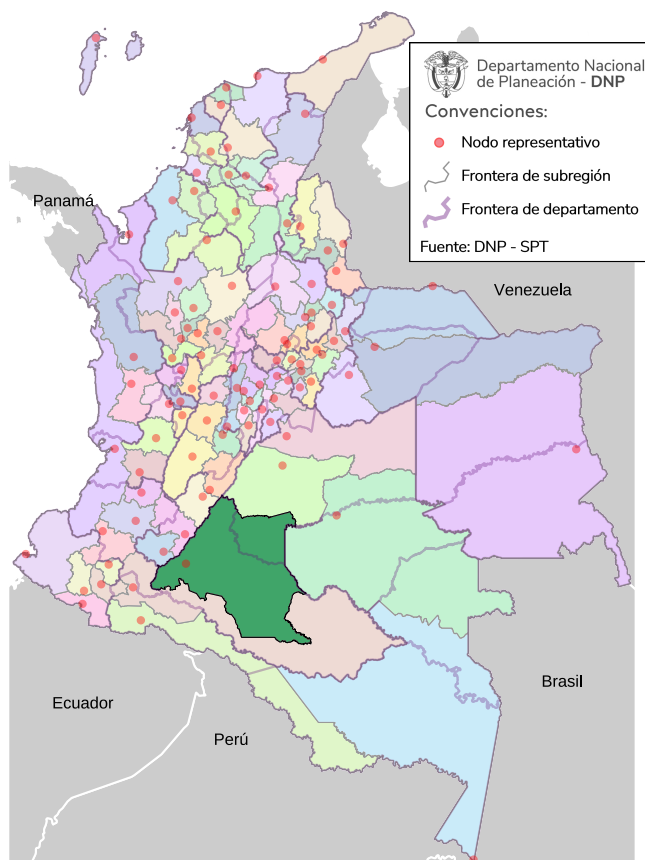 Departamento Nacional
de Planeación - DNP
Convenciones:
Nodo representativo
Frontera de subregión
Frontera de departamento
Fuente: DNP - SPT
Panamá
Venezuela
Ecuador
Perú
Brasil